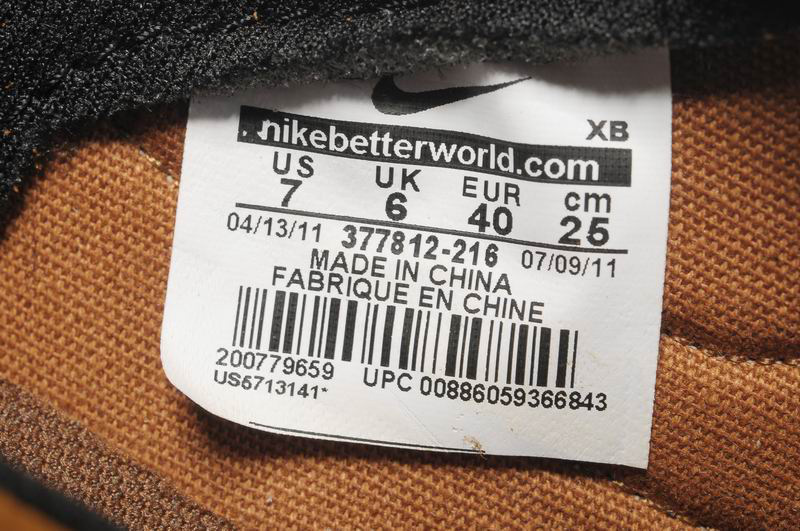 XB
nikebetterworld.com
US UK EUR cm
7 6 40 25
04/13/11 377812-216 07/09/11
MADE IN CHINA
FABRIQUE EN CHINE
200779659 UPC 00886059366843
US5713141*